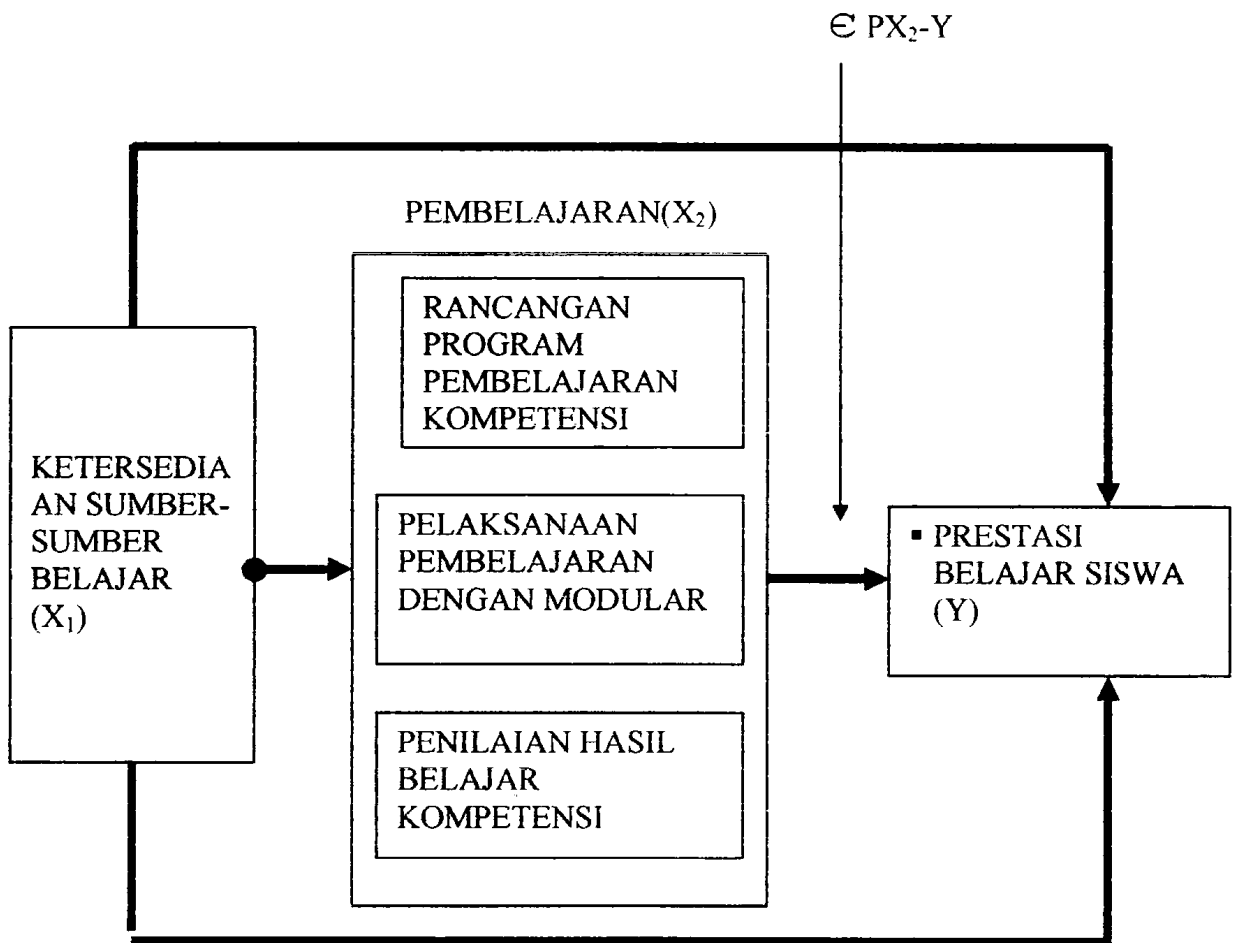 Є PX₂-Y
PEMBELAJARAN(X₂)
RANCANGAN
PROGRAM
PEMBELAJARAN
KOMPETENSI
KETERSEDIA
AN SUMBER-
SUMBER
BELAJAR
(X₁)
PELAKSANAAN
PEMBELAJARAN
DENGAN MODULAR
▪ PRESTASI
BELAJAR SISWA
(Y)
PENILAIAN HASIL
BELAJAR
KOMPETENSI